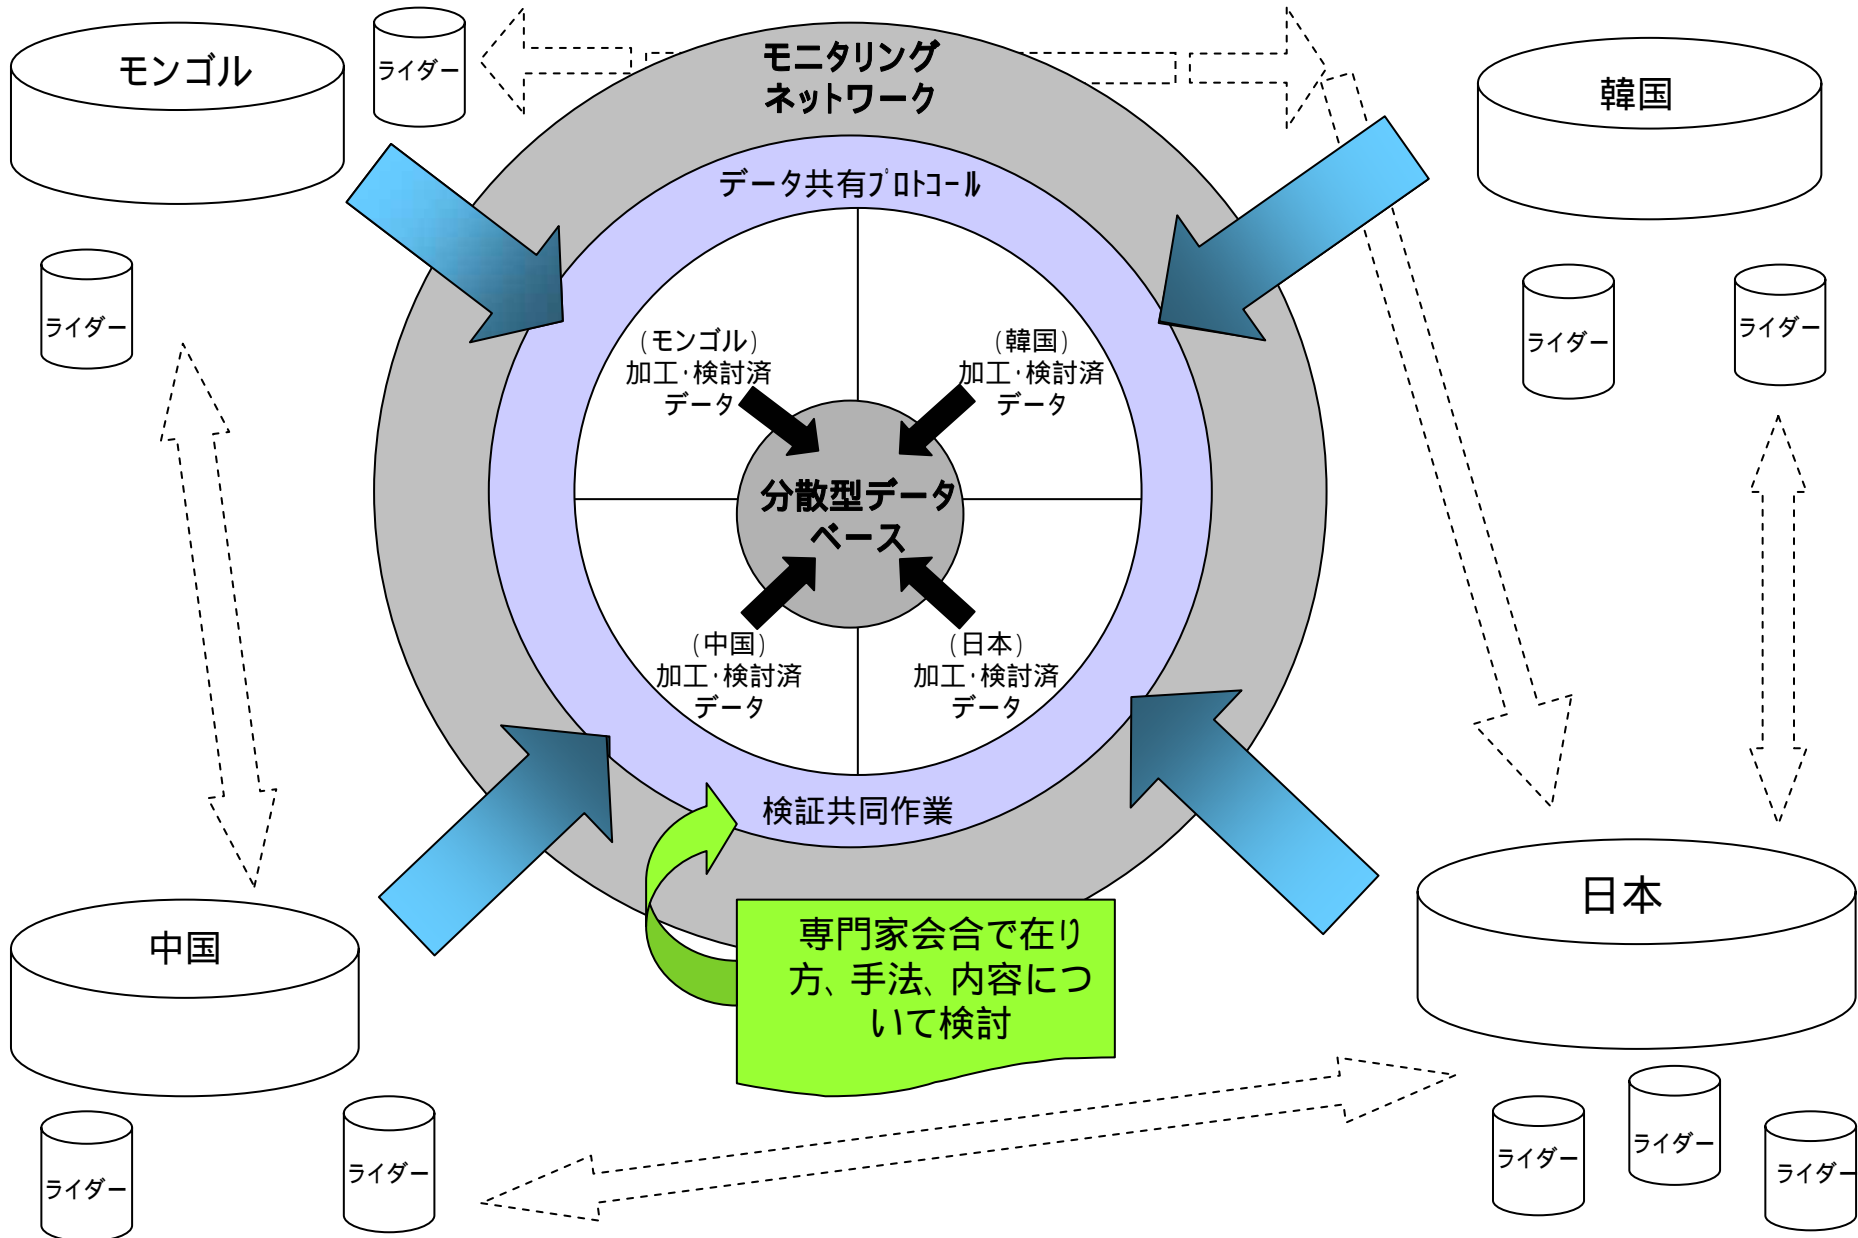 モンゴル
ライダー
モニタリング
ネットワーク
韓国
データ共有プロトコール
ライダー
ライダー
ライダー
(モンゴル)
加工・検討済
データ
(韓国)
加工・検討済
データ
分散型データ
ベース
(中国)
加工・検討済
データ
(日本)
加工・検討済
データ
検証共同作業
専門家会合で在り
方、手法、内容につ
いて検討
中国
日本
ライダー
ライダー
ライダー
ライダー
ライダー